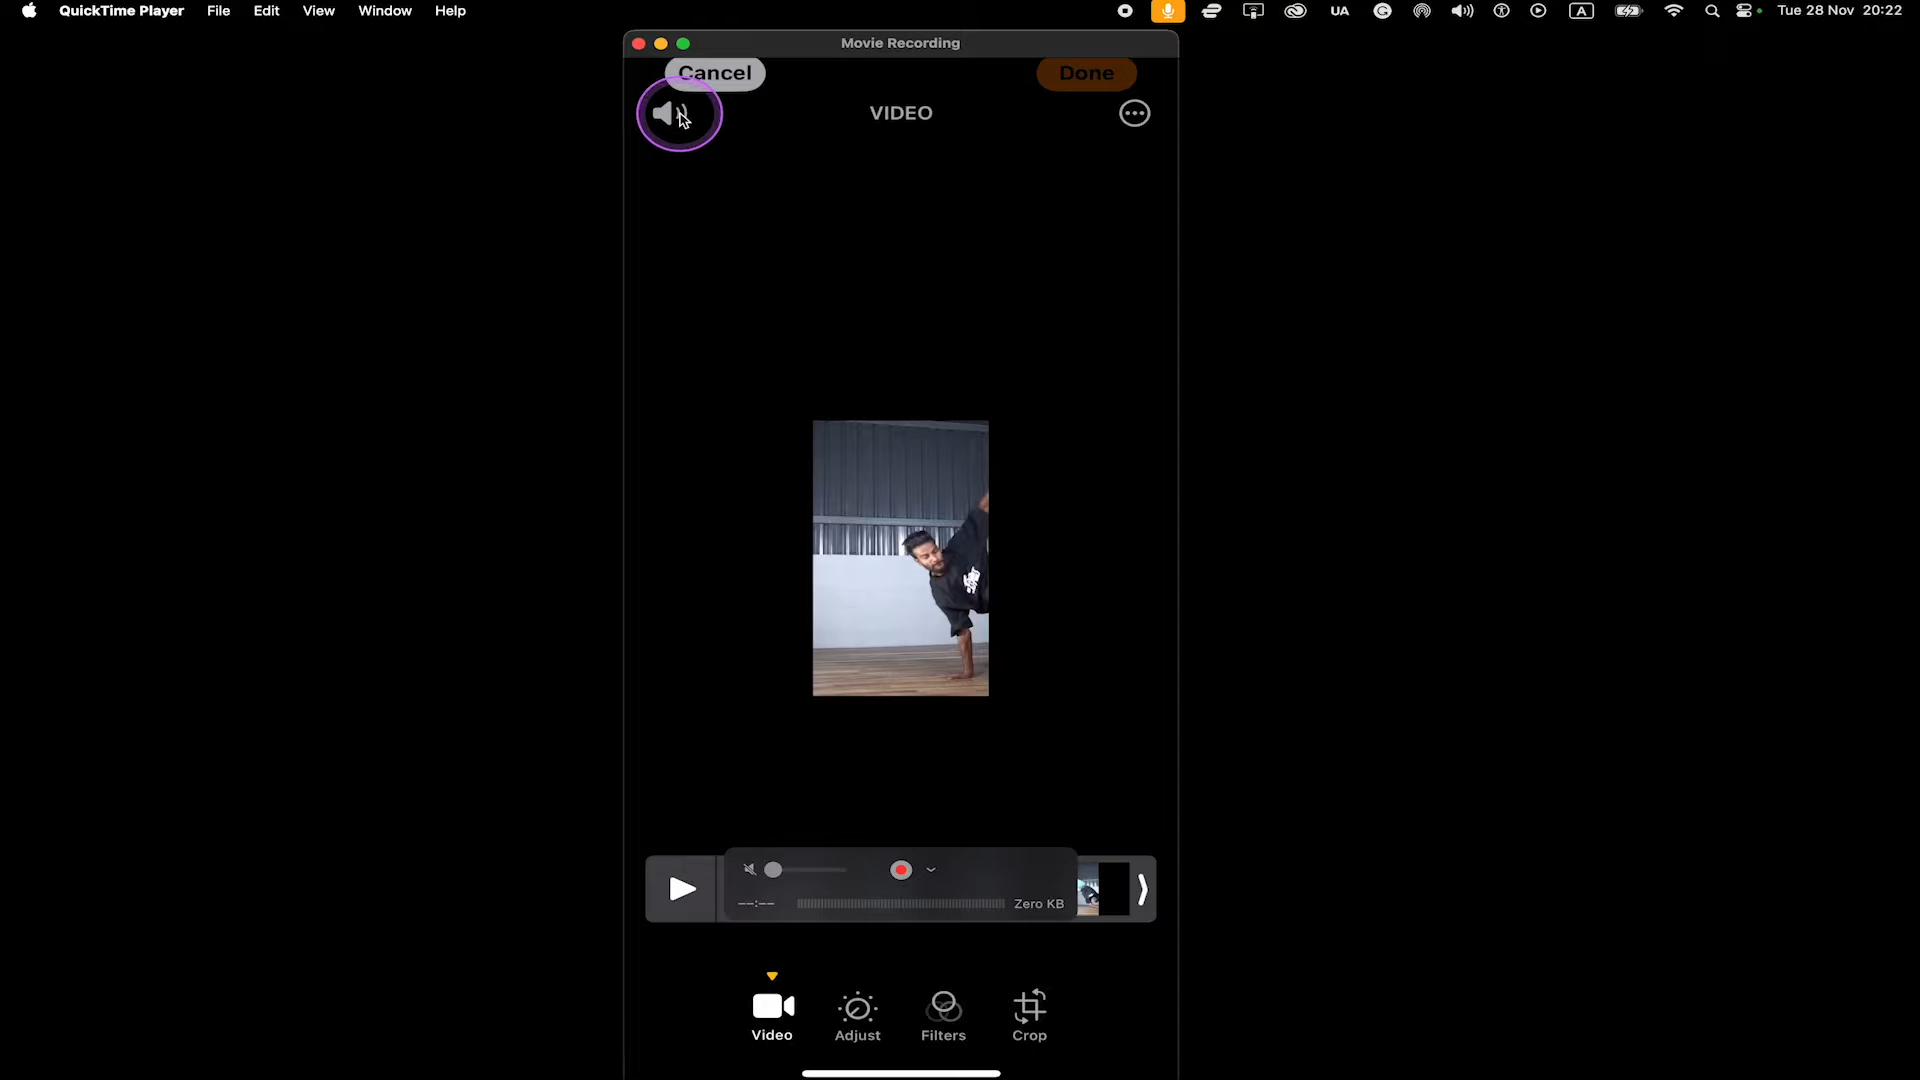 QuickTime Player File Edit View Window Help UA A Tue 28 Nov 20:22
Movie Recording
Cancel Done
VIDEO
--:-- Zero KB
Video Adjust Filters Crop